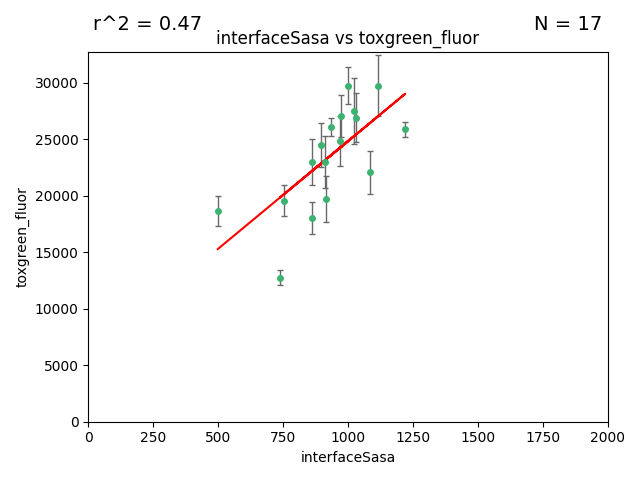 r^2 = 0.47
N = 17
interfaceSasa vs toxgreen_fluor
30000
25000
20000
15000
10000
5000
0
toxgreen_fluor
0 250 500 750 1000 1250 1500 1750 2000
interfaceSasa